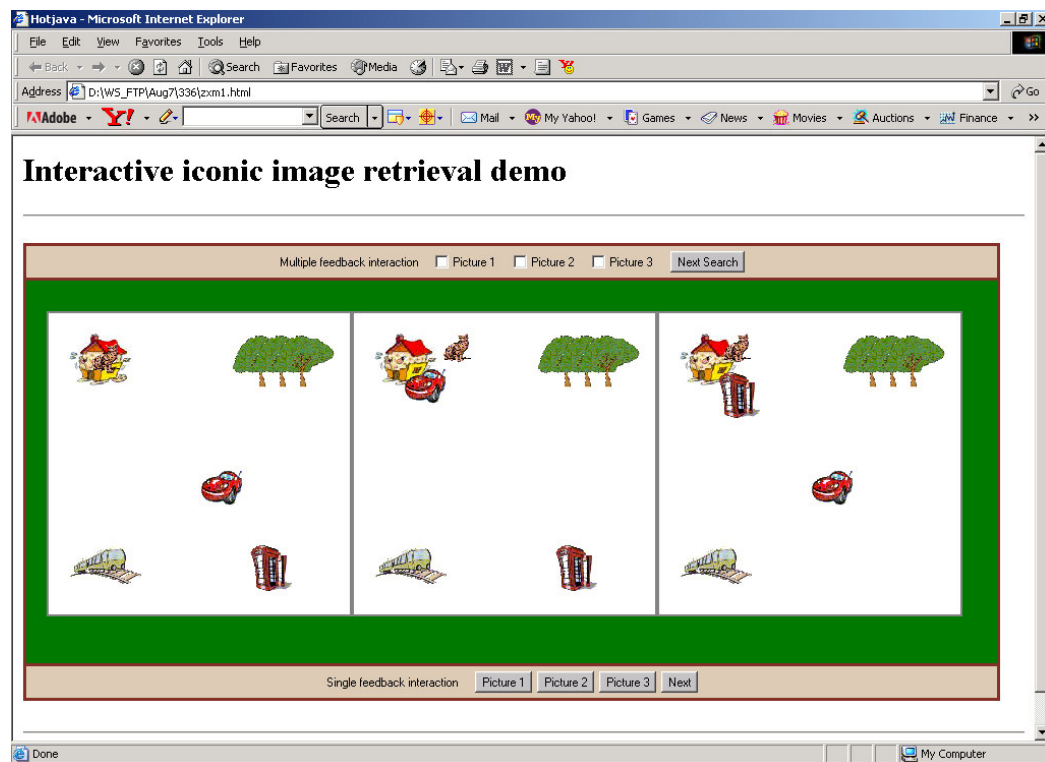 Hotjava - Microsoft Internet Explorer
File Edit View Favorites Tools Help
Back Search Favorites Media
Address D:\WS_FTP\Aug7\336\zxm1.html Go
Adobe Y! Search Mail My Yahoo! Games News Movies Auctions Finance »
Interactive iconic image retrieval demo
Multiple feedback interaction Picture 1 Picture 2 Picture 3 Next Search
Single feedback interaction Picture 1 Picture 2 Picture 3 Next
Done My Computer